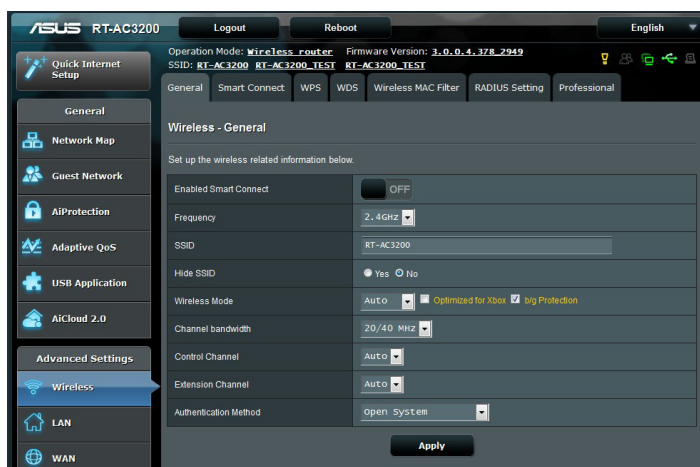 ASUS RT-AC3200 Logout Reboot English
Quick Internet Setup
Operation Mode: Wireless router Firmware Version: 3.0.0.4.378_2949
SSID: RT-AC3200 RT-AC3200_TEST RT-AC3200_TEST
General Smart Connect WPS WDS Wireless MAC Filter RADIUS Setting Professional
General
Network Map
Guest Network
AiProtection
Adaptive QoS
USB Application
AiCloud 2.0
Advanced Settings
Wireless
LAN
WAN
Wireless - General
Set up the wireless related information below.
Enabled Smart Connect OFF
Frequency 2.4GHz
SSID RT-AC3200
Hide SSID Yes No
Wireless Mode Auto Optimized for Xbox b/g Protection
Channel bandwidth 20/40 MHz
Control Channel Auto
Extension Channel Auto
Authentication Method Open System
Apply